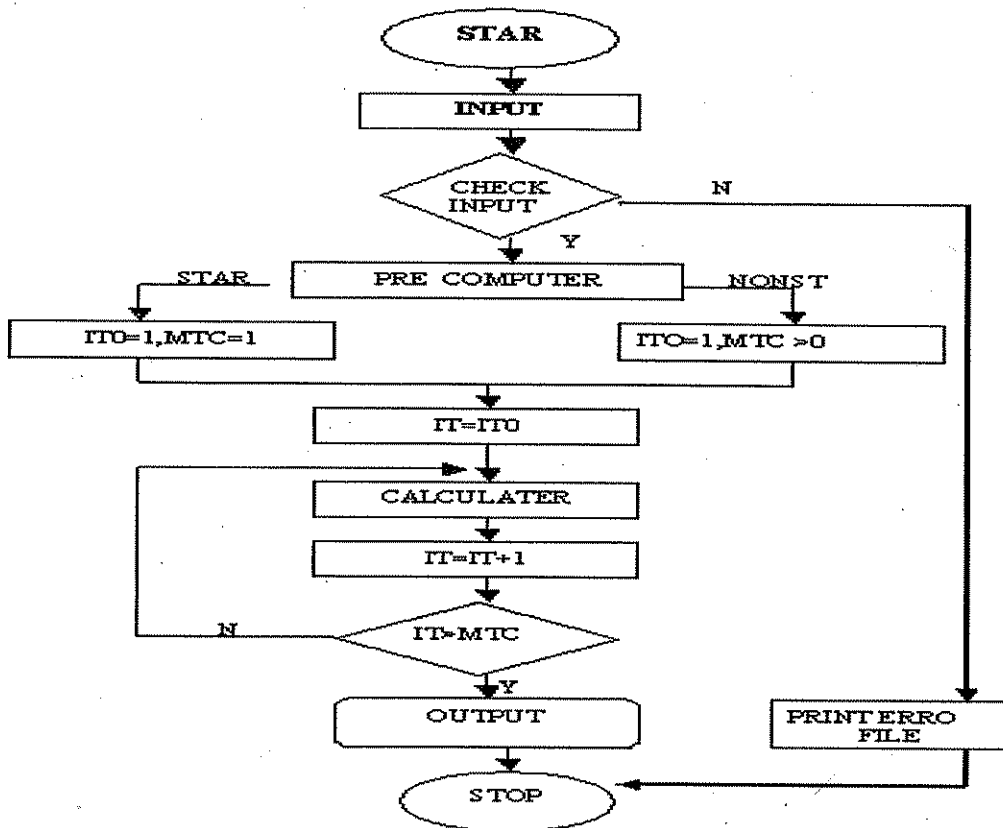 STAR
INPUT
CHECK
INPUT
N
Y
PRE COMPUTER
STAR
NONST
IT0=1,MTC=1
ITO=1,MTC >0
IT=IT0
CALCULATER
IT=IT+1
IT>MTC
N
Y
OUTPUT
PRINT ERRO
FILE
STOP